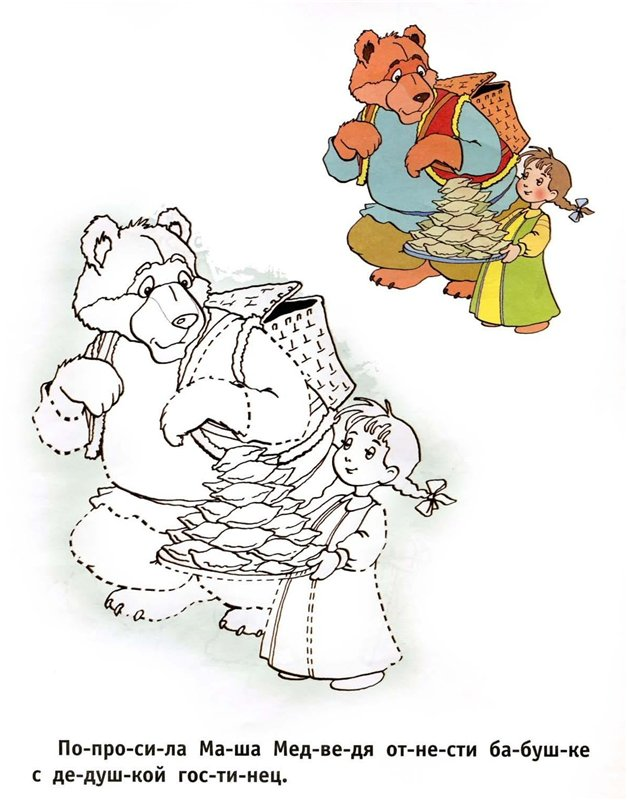 По-про-си-ла Ма-ша Мед-ве-дя от-не-сти ба-буш-ке
с де-душ-кой гос-ти-нец.